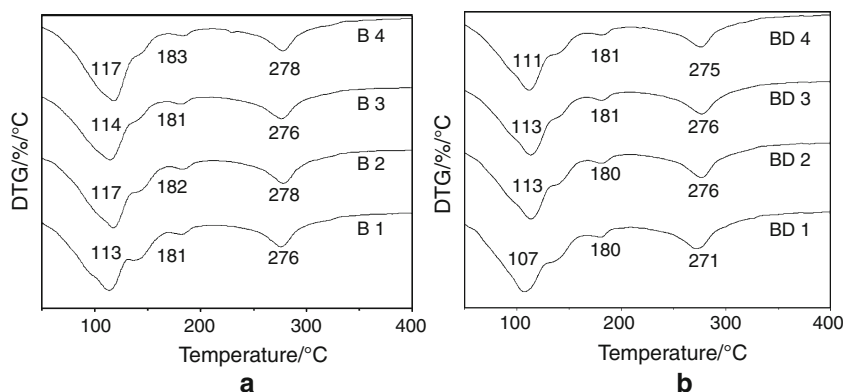 DTG/%/°C
B 4
117 183 278
B 3
114 181 276
B 2
117 182 278
B 1
113 181 276
100 200 300 400
Temperature/°C
a
DTG/%/°C
BD 4
111 181 275
BD 3
113 181 276
BD 2
113 180 276
BD 1
107 180 271
100 200 300 400
Temperature/°C
b